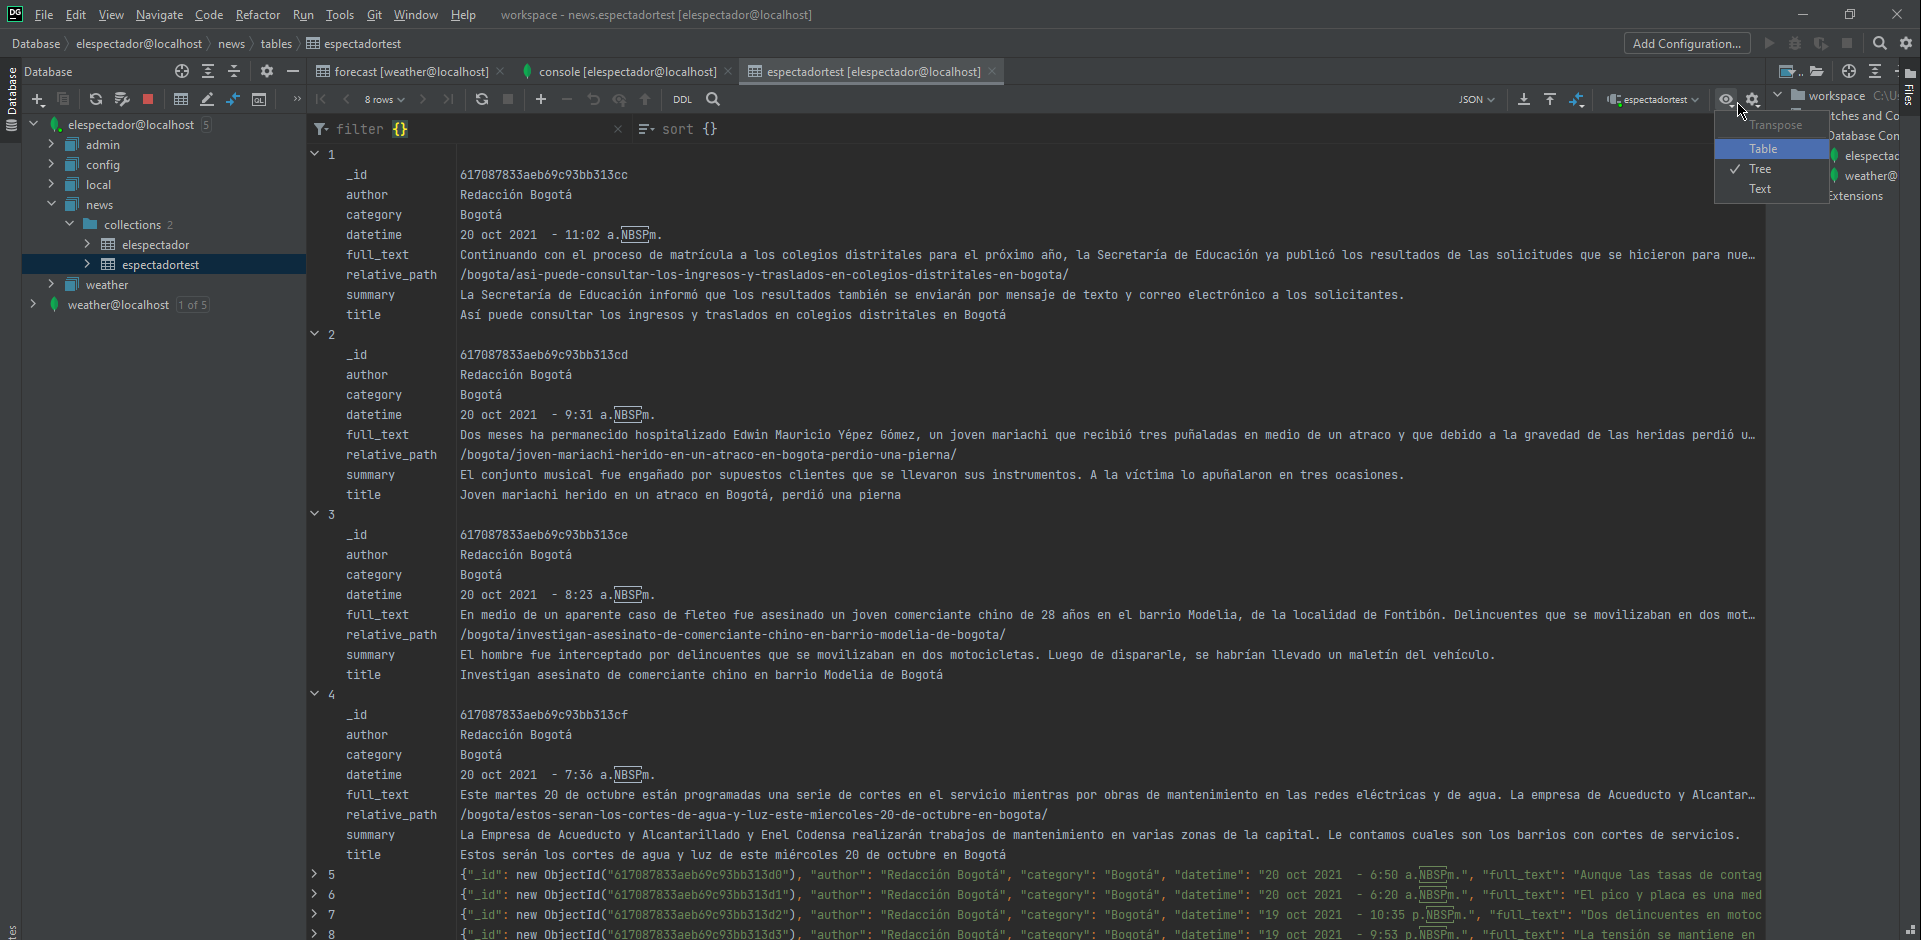 DG File Edit View Navigate Code Refactor Run Tools Git Window Help workspace - news.espectadortest [elespectador@localhost]
Database elespectador@localhost news tables espectadortest Add Configuration...
Database
Database
forecast [weather@localhost] console [elespectador@localhost] espectadortest [elespectador@localhost]
Files
QL >> 8 rows DDL JSON espectadortest
workspace C:\U
elespectador@localhost 5
admin
config
local
news
collections 2
elespectador
espectadortest
weather
weather@localhost 1 of 5
filter {} sort {}
Transpose
Table
Tree
Text
tches and Co
Database Con
elespectad
weather@
Extensions
1
_id 617087833aeb69c93bb313cc
author Redacción Bogotá
category Bogotá
datetime 20 oct 2021 - 11:02 a.NBSPm.
full_text Continuando con el proceso de matrícula a los colegios distritales para el próximo año, la Secretaría de Educación ya publicó los resultados de las solicitudes que se hicieron para nue…
relative_path /bogota/asi-puede-consultar-los-ingresos-y-traslados-en-colegios-distritales-en-bogota/
summary La Secretaría de Educación informó que los resultados también se enviarán por mensaje de texto y correo electrónico a los solicitantes.
title Así puede consultar los ingresos y traslados en colegios distritales en Bogotá
2
_id 617087833aeb69c93bb313cd
author Redacción Bogotá
category Bogotá
datetime 20 oct 2021 - 9:31 a.NBSPm.
full_text Dos meses ha permanecido hospitalizado Edwin Mauricio Yépez Gómez, un joven mariachi que recibió tres puñaladas en medio de un atraco y que debido a la gravedad de las heridas perdió u…
relative_path /bogota/joven-mariachi-herido-en-un-atraco-en-bogota-perdio-una-pierna/
summary El conjunto musical fue engañado por supuestos clientes que se llevaron sus instrumentos. A la víctima lo apuñalaron en tres ocasiones.
title Joven mariachi herido en un atraco en Bogotá, perdió una pierna
3
_id 617087833aeb69c93bb313ce
author Redacción Bogotá
category Bogotá
datetime 20 oct 2021 - 8:23 a.NBSPm.
full_text En medio de un aparente caso de fleteo fue asesinado un joven comerciante chino de 28 años en el barrio Modelia, de la localidad de Fontibón. Delincuentes que se movilizaban en dos mot…
relative_path /bogota/investigan-asesinato-de-comerciante-chino-en-barrio-modelia-de-bogota/
summary El hombre fue interceptado por delincuentes que se movilizaban en dos motocicletas. Luego de dispararle, se habrían llevado un maletín del vehículo.
title Investigan asesinato de comerciante chino en barrio Modelia de Bogotá
4
_id 617087833aeb69c93bb313cf
author Redacción Bogotá
category Bogotá
datetime 20 oct 2021 - 7:36 a.NBSPm.
full_text Este martes 20 de octubre están programadas una serie de cortes en el servicio mientras por obras de mantenimiento en las redes eléctricas y de agua. La empresa de Acueducto y Alcantar…
relative_path /bogota/estos-seran-los-cortes-de-agua-y-luz-este-miercoles-20-de-octubre-en-bogota/
summary La Empresa de Acueducto y Alcantarillado y Enel Codensa realizarán trabajos de mantenimiento en varias zonas de la capital. Le contamos cuales son los barrios con cortes de servicios.
title Estos serán los cortes de agua y luz de este miércoles 20 de octubre en Bogotá
5 {"_id": new ObjectId("617087833aeb69c93bb313d0"), "author": "Redacción Bogotá", "category": "Bogotá", "datetime": "20 oct 2021 - 6:50 a.NBSPm.", "full_text": "Aunque las tasas de contag
6 {"_id": new ObjectId("617087833aeb69c93bb313d1"), "author": "Redacción Bogotá", "category": "Bogotá", "datetime": "20 oct 2021 - 6:20 a.NBSPm.", "full_text": "El pico y placa es una med
7 {"_id": new ObjectId("617087833aeb69c93bb313d2"), "author": "Redacción Bogotá", "category": "Bogotá", "datetime": "19 oct 2021 - 10:35 p.NBSPm.", "full_text": "Dos delincuentes en motoc
8 {"_id": new ObjectId("617087833aeb69c93bb313d3"), "author": "Redacción Bogotá", "category": "Bogotá", "datetime": "19 oct 2021 - 9:53 p.NBSPm.", "full_text": "La tensión se mantiene en
tes